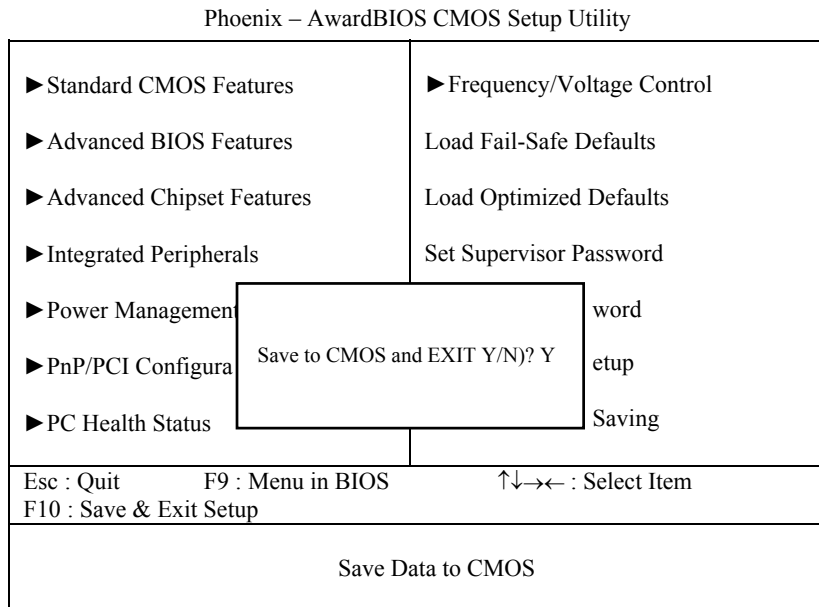 Phoenix – AwardBIOS CMOS Setup Utility
►Standard CMOS Features
►Advanced BIOS Features
►Advanced Chipset Features
►Integrated Peripherals
►Power Management
►PnP/PCI Configura
►PC Health Status
►Frequency/Voltage Control
Load Fail-Safe Defaults
Load Optimized Defaults
Set Supervisor Password
word
etup
Saving
Save to CMOS and EXIT Y/N)? Y
Esc : Quit F9 : Menu in BIOS ↑↓→← : Select Item
F10 : Save & Exit Setup
Save Data to CMOS